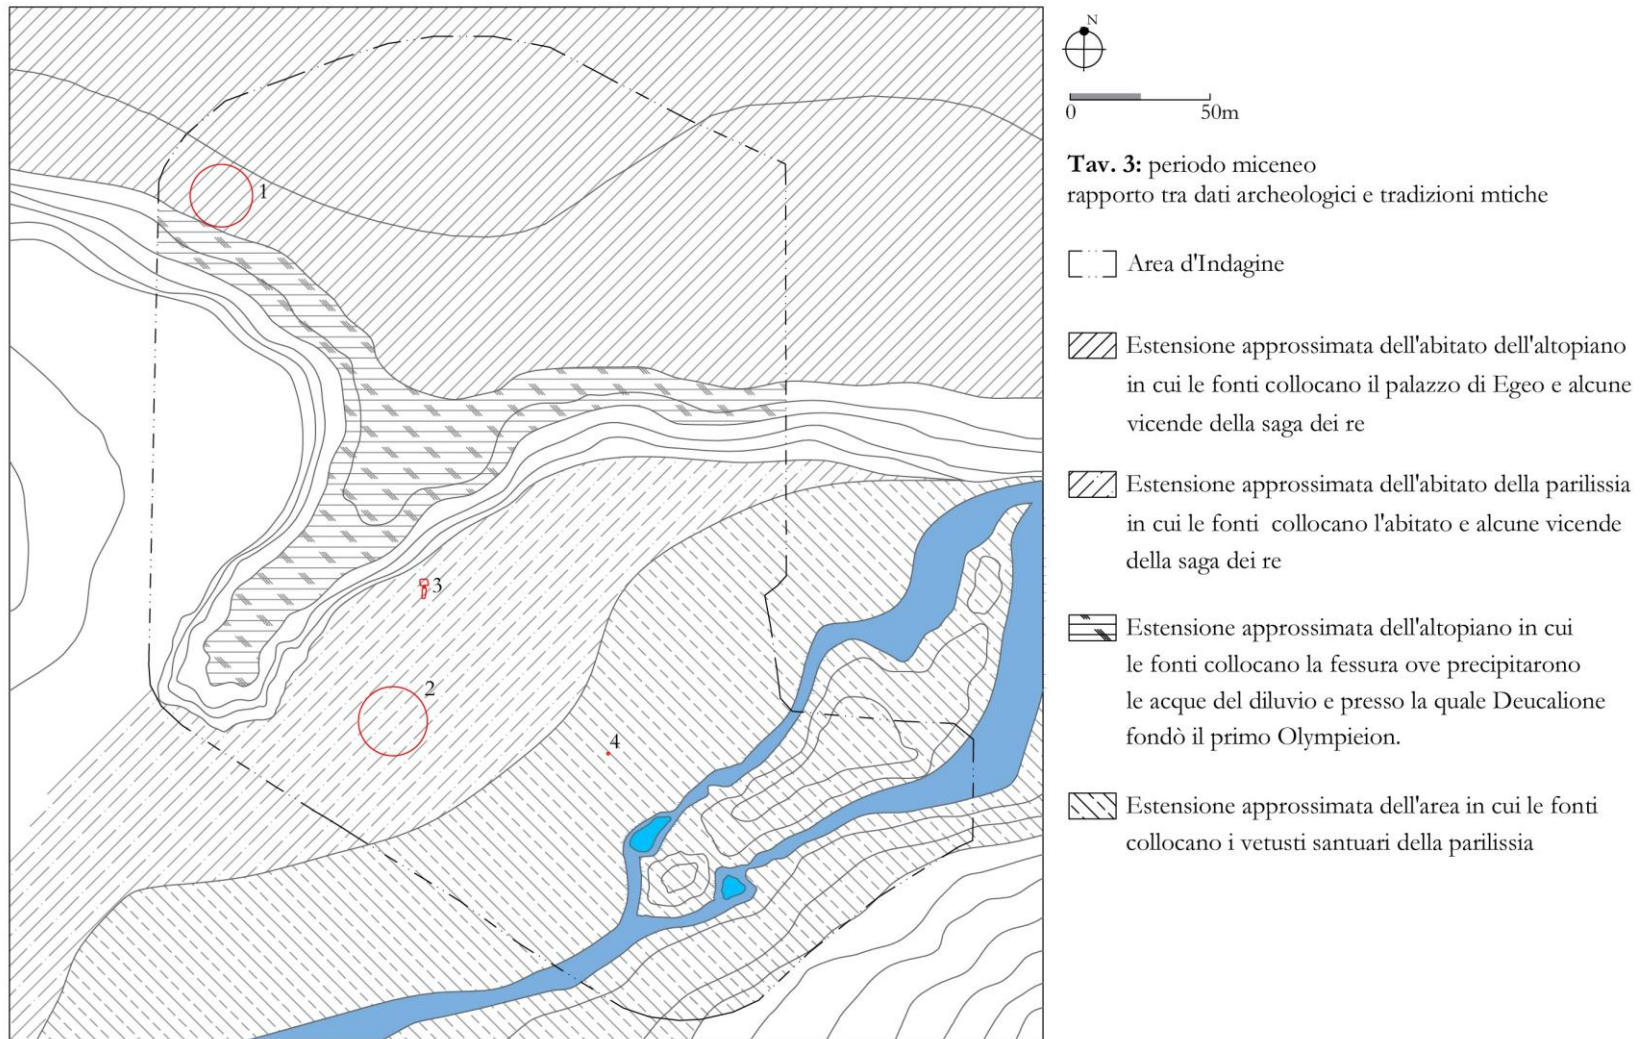 N
0 50m
Tav. 3: periodo miceneo
rapporto tra dati archeologici e tradizioni mtiche
Area d'Indagine
Estensione approssimata dell'abitato dell'altopiano
in cui le fonti collocano il palazzo di Egeo e alcune
vicende della saga dei re
Estensione approssimata dell'abitato della parilissia
in cui le fonti collocano l'abitato e alcune vicende
della saga dei re
Estensione approssimata dell'altopiano in cui
le fonti collocano la fessura ove precipitarono
le acque del diluvio e presso la quale Deucalione
fondò il primo Olympieion.
Estensione approssimata dell'area in cui le fonti
collocano i vetusti santuari della parilissia
1
3
2
4